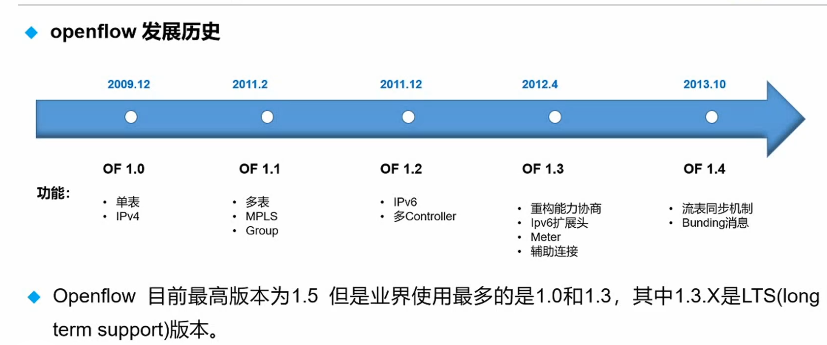 ◆ openflow 发展历史
2009.12 2011.2 2011.12 2012.4 2013.10
OF 1.0 OF 1.1 OF 1.2 OF 1.3 OF 1.4
功能：
• 单表
• IPv4
• 多表
• MPLS
• Group
• IPv6
• 多Controller
• 重构能力协商
• Ipv6扩展头
• Meter
• 辅助连接
• 流表同步机制
• Bunding消息
◆ Openflow 目前最高版本为1.5 但是业界使用最多的是1.0和1.3，其中1.3.X是LTS(long
term support)版本。